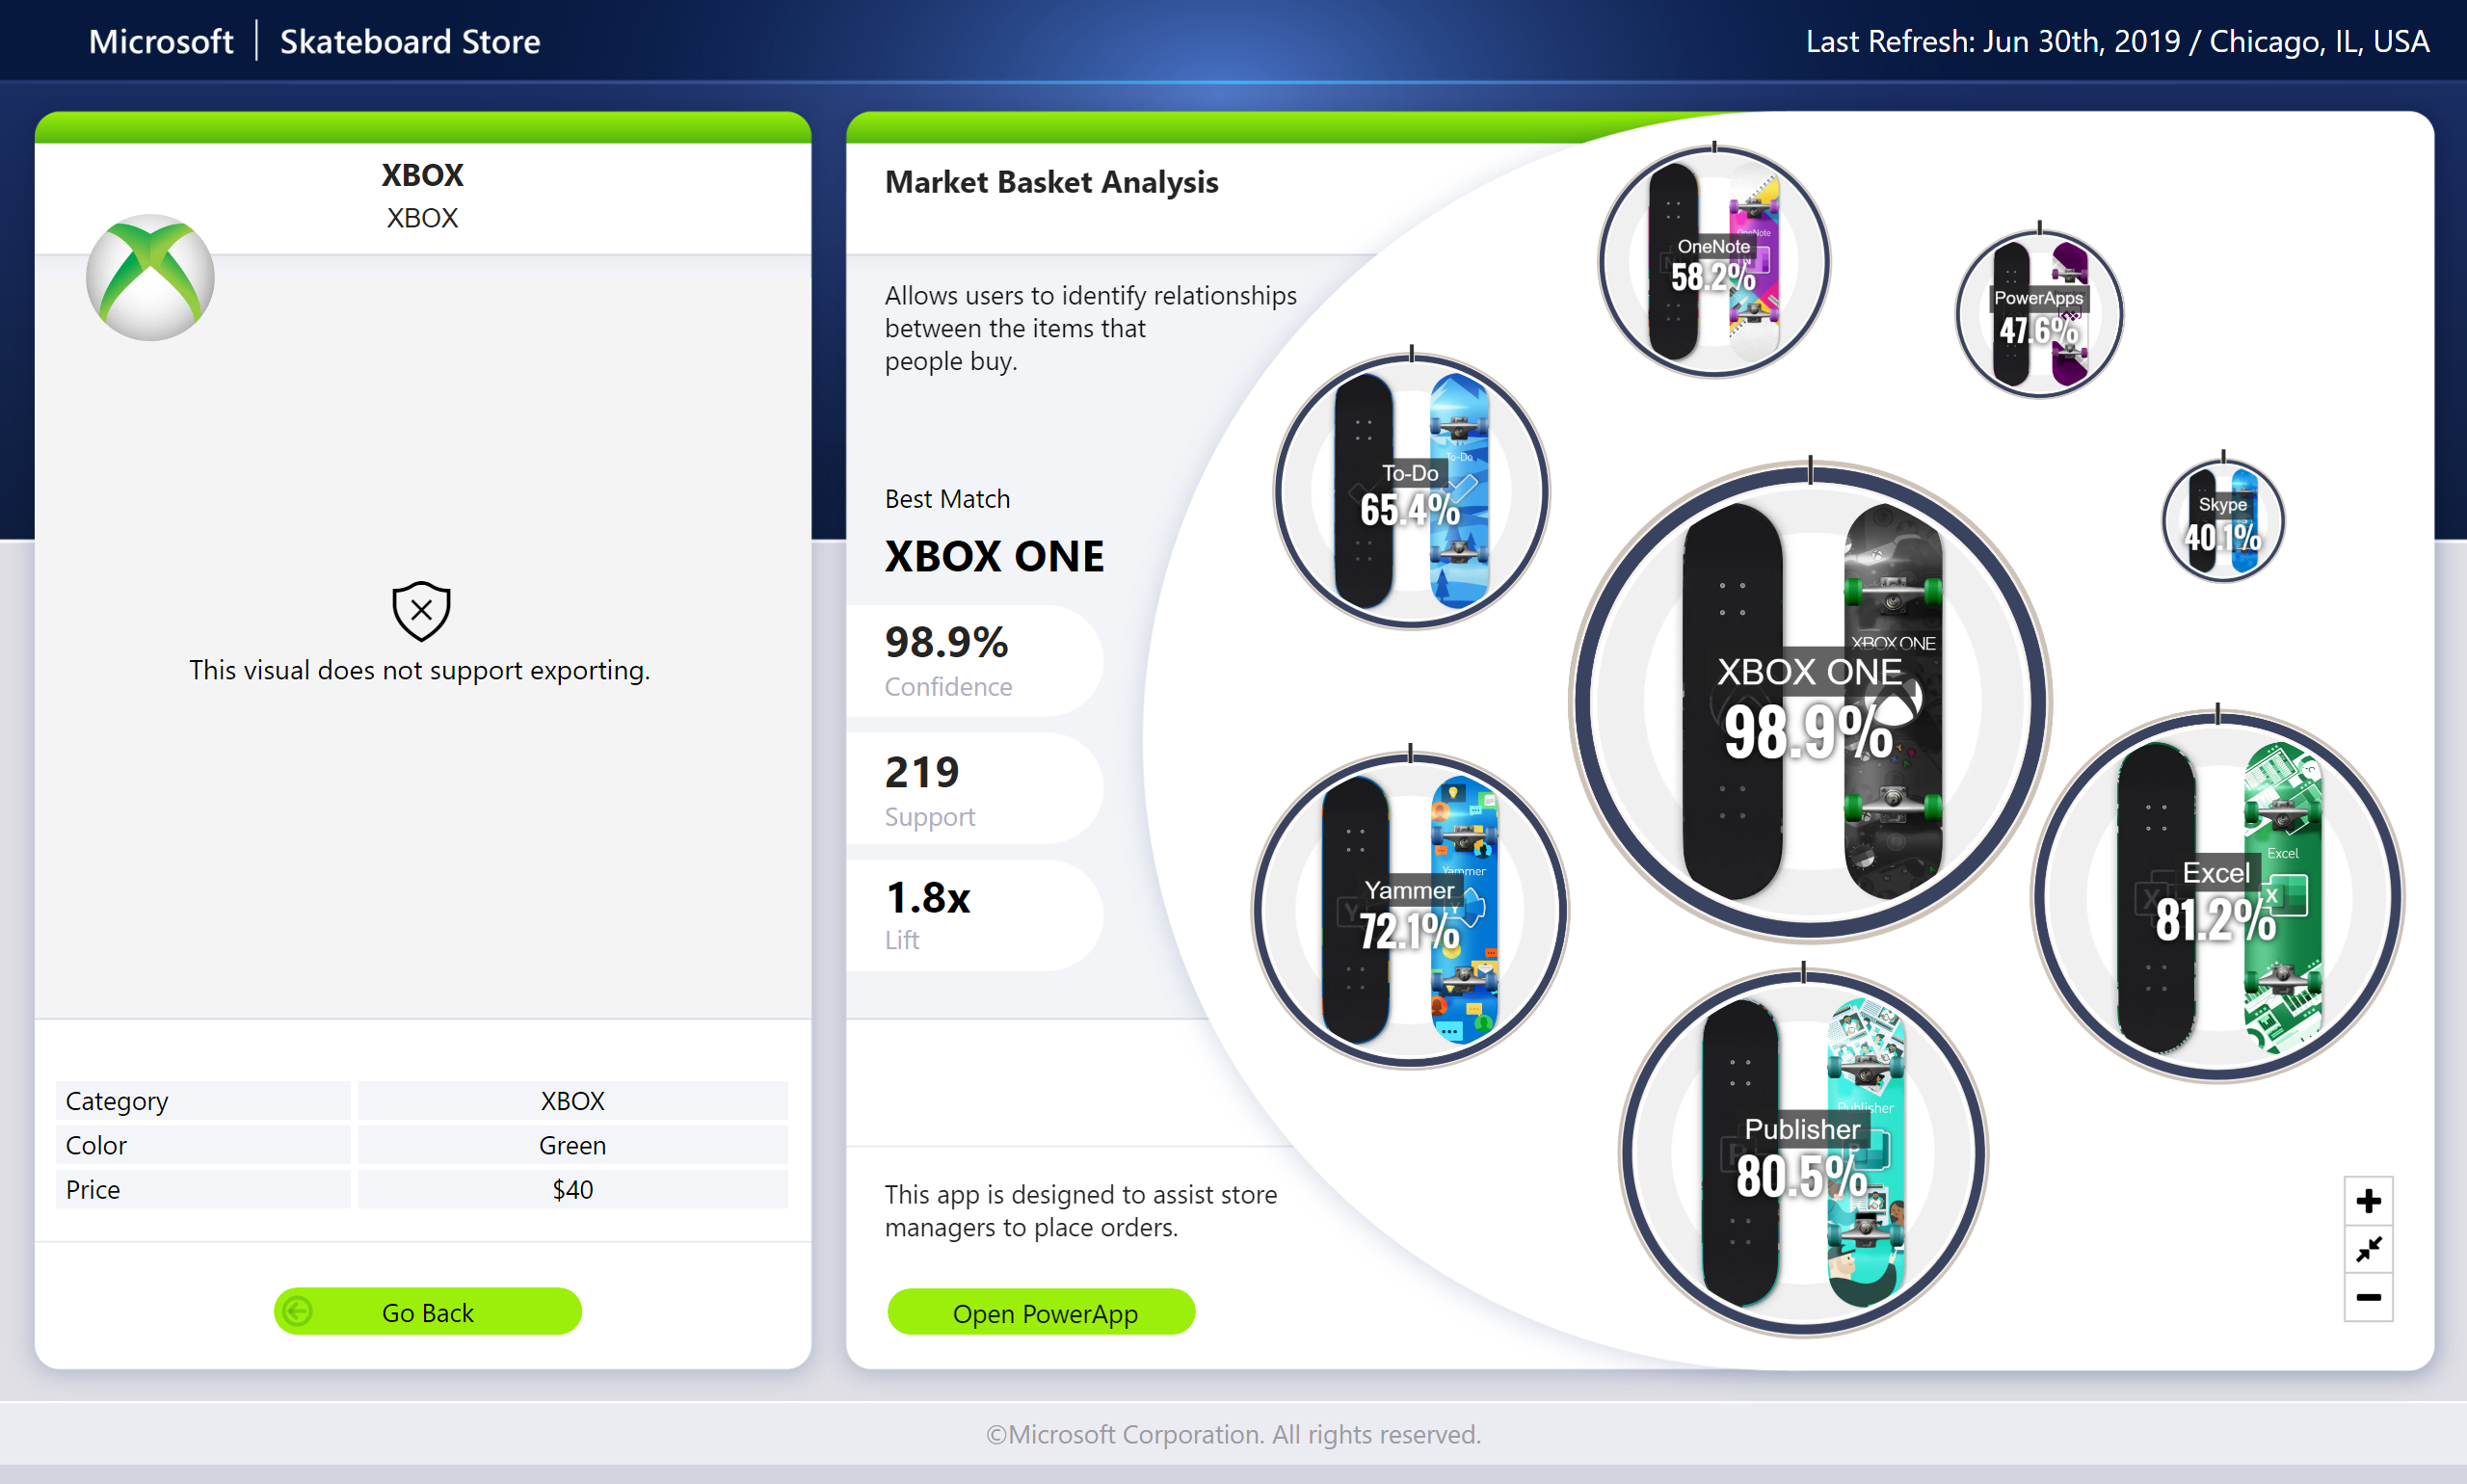 Microsoft | Skateboard Store
Last Refresh: Jun 30th, 2019 / Chicago, IL, USA
XBOX
XBOX
This visual does not support exporting.
Category XBOX
Color Green
Price $40
Go Back
Market Basket Analysis
Allows users to identify relationships
between the items that
people buy.
Best Match
XBOX ONE
98.9%
Confidence
219
Support
1.8x
Lift
This app is designed to assist store
managers to place orders.
Open PowerApp
OneNote
OneNote
58.2%
PowerApps
47.6%
To-Do
To-Do
65.4%
Skype
40.1%
XBOX ONE
XBOX ONE
98.9%
Yammer
Yammer
72.1%
Excel
Excel
81.2%
Publisher
Publisher
80.5%
©Microsoft Corporation. All rights reserved.